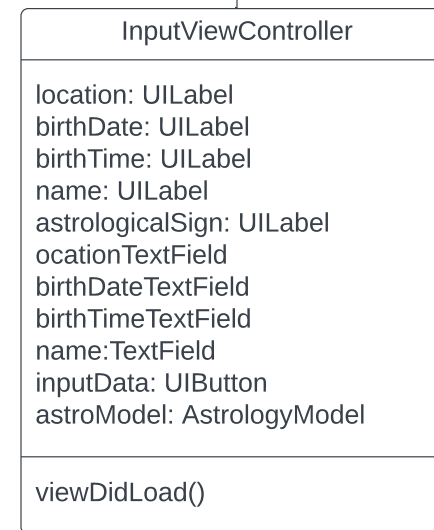 InputViewController
location: UILabel
birthDate: UILabel
birthTime: UILabel
name: UILabel
astrologicalSign: UILabel
ocationTextField
birthDateTextField
birthTimeTextField
name:TextField
inputData: UIButton
astroModel: AstrologyModel
viewDidLoad()